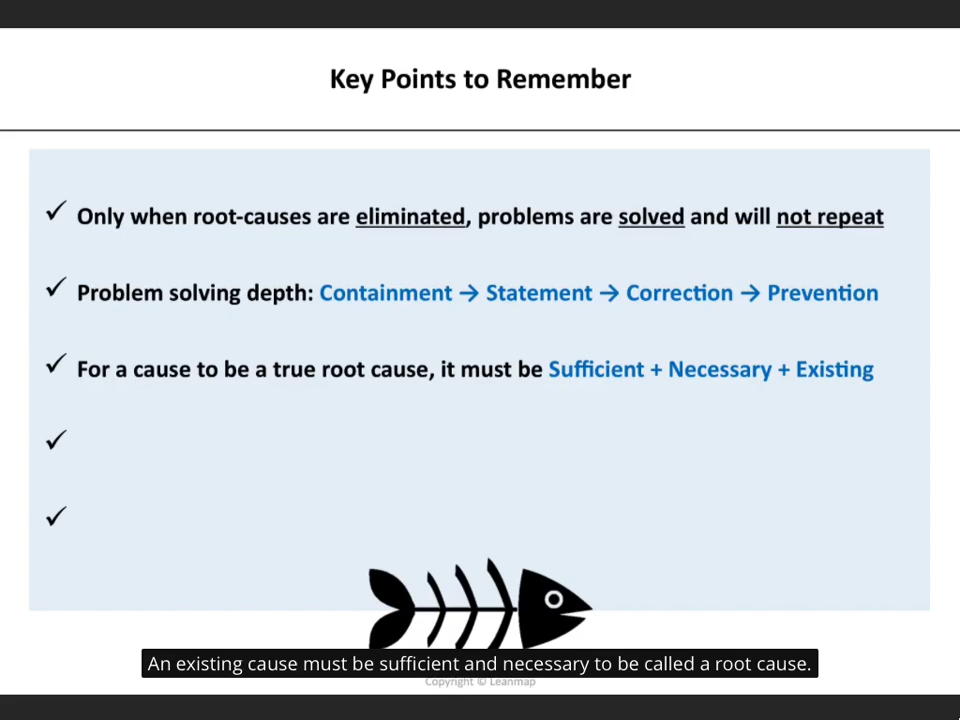 Key Points to Remember
✓ Only when root-causes are eliminated, problems are solved and will not repeat
✓ Problem solving depth: Containment → Statement → Correction → Prevention
✓ For a cause to be a true root cause, it must be Sufficient + Necessary + Existing
✓
✓
An existing cause must be sufficient and necessary to be called a root cause.
Copyright © Leanmap